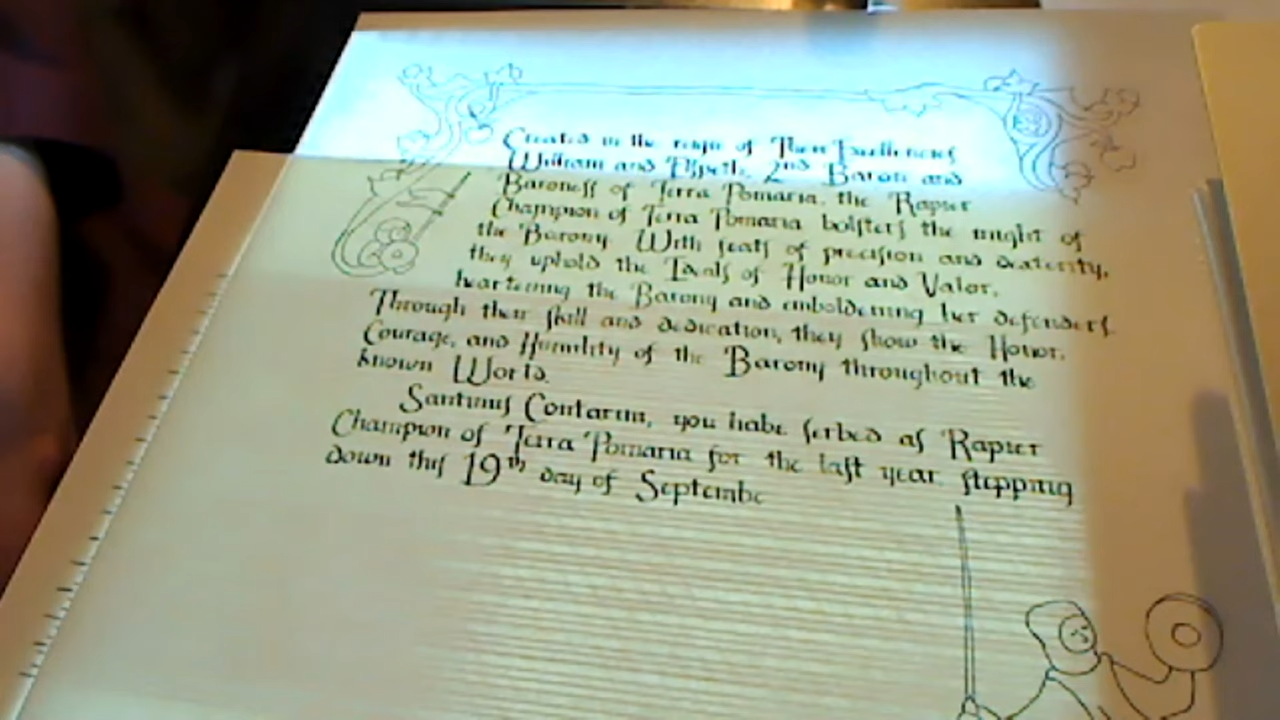 Created in the reign of Their Excellencies
William and Elspeth, 2nd Baron and
Baroness of Terra Pomaria, the Rapier
Champion of Terra Pomaria bolsters the might of
the Barony. With feats of precision and dexterity,
they uphold the Ideals of Honor and Valor,
heartening the Barony and emboldening her defenders.
Through their skill and dedication, they show the Honor,
Courage, and Humility of the Barony throughout the
known World.
Santinus Contarini, you habe serbed as Rapier
Champion of Terra Pomaria for the last year, stepping
down this 19th day of Septembe